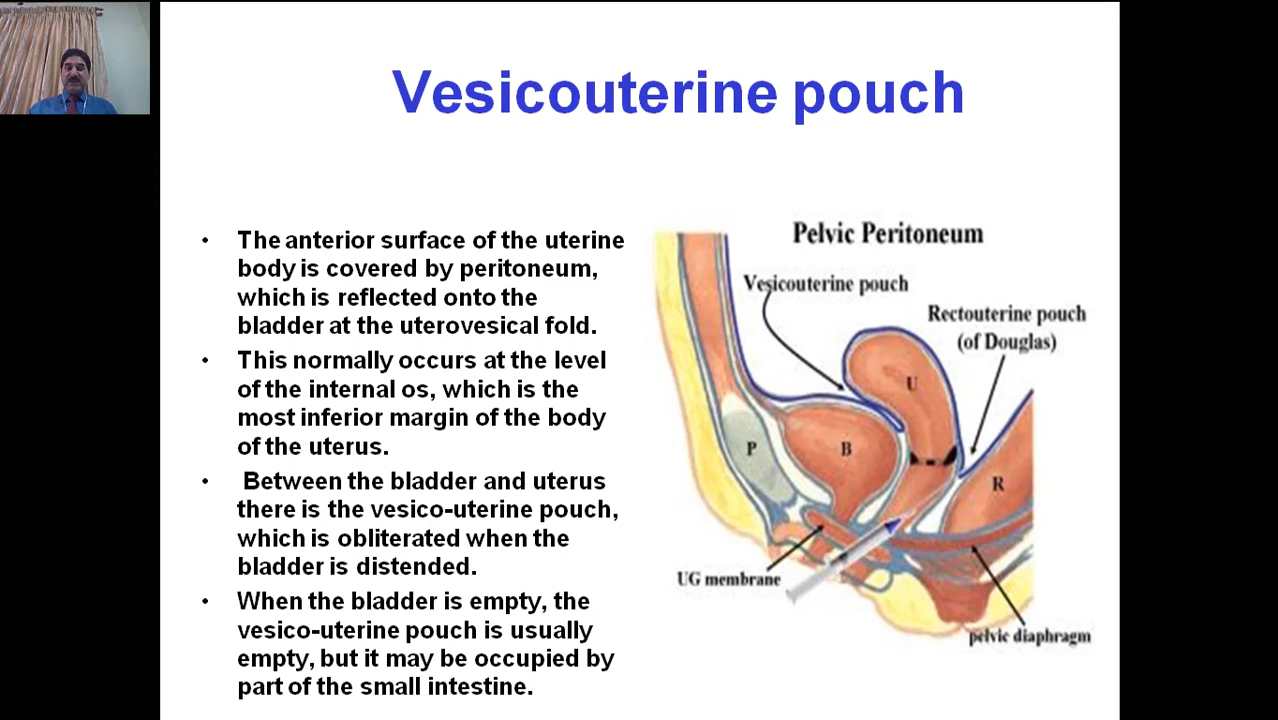 Vesicouterine pouch
• The anterior surface of the uterine
body is covered by peritoneum,
which is reflected onto the
bladder at the uterovesical fold.
• This normally occurs at the level
of the internal os, which is the
most inferior margin of the body
of the uterus.
• Between the bladder and uterus
there is the vesico-uterine pouch,
which is obliterated when the
bladder is distended.
• When the bladder is empty, the
vesico-uterine pouch is usually
empty, but it may be occupied by
part of the small intestine.
Pelvic Peritoneum
Vesicouterine pouch
Rectouterine pouch
(of Douglas)
U
P
B
R
UG membrane
pelvic diaphragm